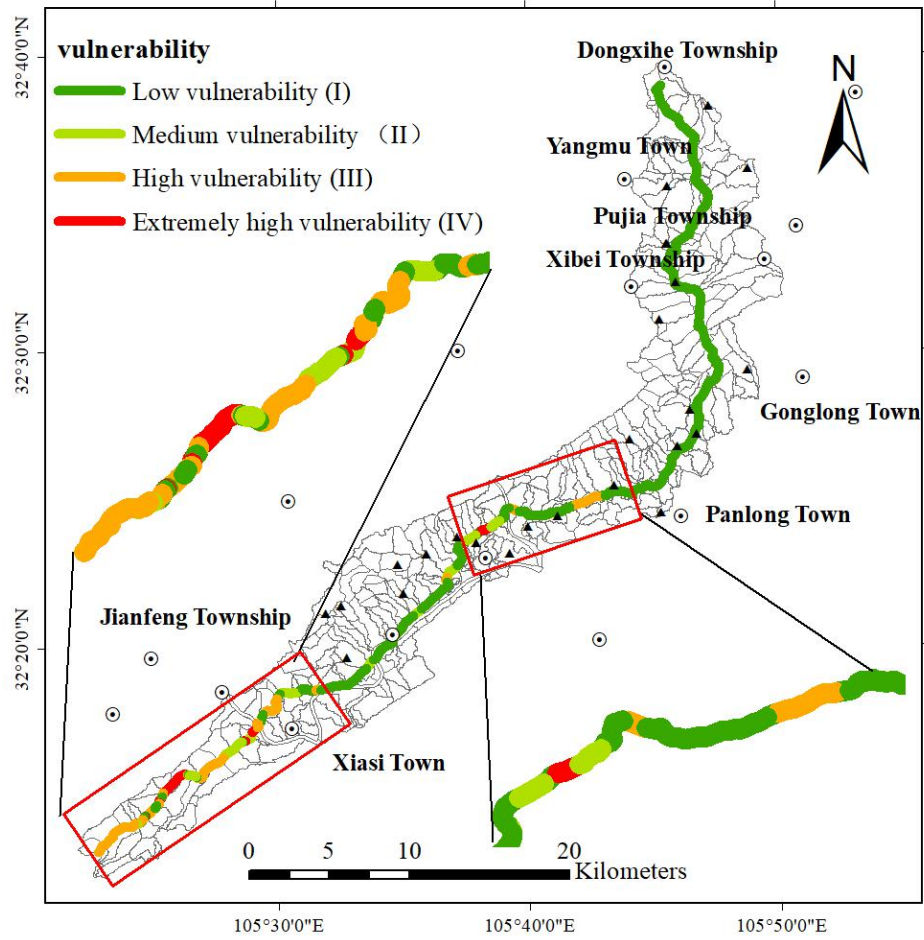 vulnerability
Low vulnerability (I)
Medium vulnerability （II）
High vulnerability (III)
Extremely high vulnerability (IV)
Dongxihe Township
N
Yangmu Town
Pujia Township
Xibei Township
Gonglong Town
Panlong Town
Jianfeng Township
Xiasi Town
0 5 10 20
Kilometers
32°40'0"N
32°30'0"N
32°20'0"N
105°30'0"E 105°40'0"E 105°50'0"E